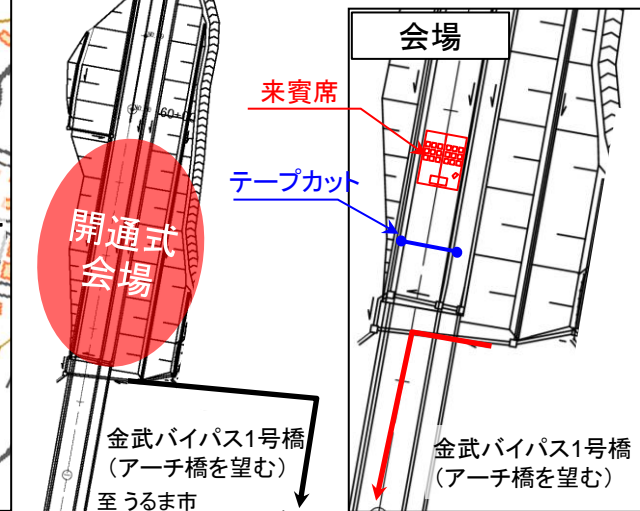 60+00
開通式
会場
金武バイパス1号橋
（アーチ橋を望む）
至 うるま市
会場
来賓席
テープカット
金武バイパス1号橋
（アーチ橋を望む）